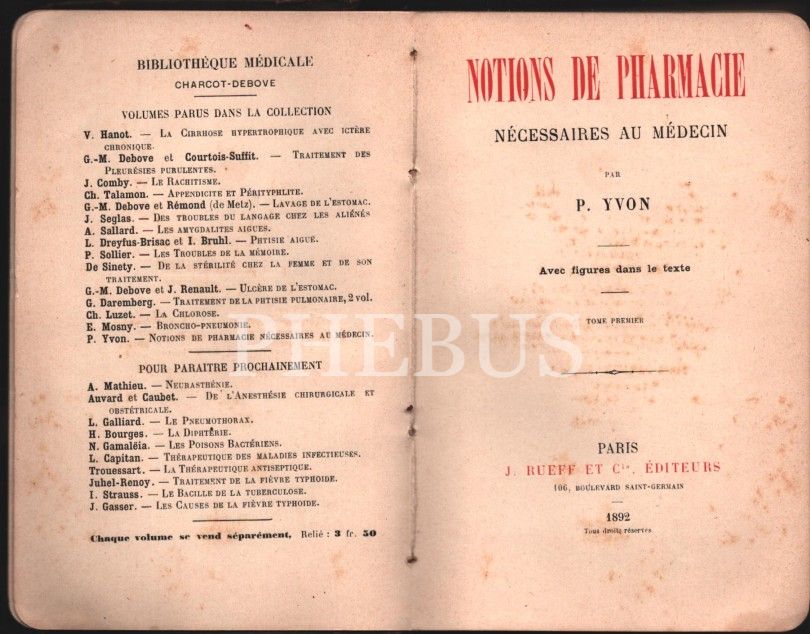 BIBLIOTHÈQUE MÉDICALE
CHARCOT-DEBOVE
VOLUMES PARUS DANS LA COLLECTION
V. Hanot. — LA CIRRHOSE HYPERTROPHIQUE AVEC ICTÈRE
CHRONIQUE.
G.-M. Debove et Courtois-Suffit. — TRAITEMENT DES
PLEURÉSIES PURULENTES.
J. Comby. — LE RACHITISME.
Ch. Talamon. — APPENDICITE ET PÉRITYPHLITE.
G.-M. Debove et Rémond (de Metz). — LAVAGE DE L'ESTOMAC.
J. Seglas. — DES TROUBLES DU LANGAGE CHEZ LES ALIÉNÉS
A. Sallard. — LES AMYGDALITES AIGUES.
L. Dreyfus-Brisac et I. Bruhl. — PHTISIE AIGUE.
P. Sollier. — LES TROUBLES DE LA MÉMOIRE.
De Sinety. — DE LA STÉRILITÉ CHEZ LA FEMME ET DE SON
TRAITEMENT.
G.-M. Debove et J. Renault. — ULCÈRE DE L'ESTOMAC.
G. Daremberg. — TRAITEMENT DE LA PHTISIE PULMONAIRE, 2 vol.
Ch. Luzet. — LA CHLOROSE.
E. Mosny. — BRONCHO-PNEUMONIE.
P. Yvon. — NOTIONS DE PHARMACIE NÉCESSAIRES AU MÉDECIN.
POUR PARAITRE PROCHAINEMENT
A. Mathieu. — NEURASTHÉNIE.
Auvard et Caubet. — DE L'ANESTHÉSIE CHIRURGICALE ET
OBSTÉTRICALE.
L. Galliard. — LE PNEUMOTHORAX.
H. Bourges. — LA DIPHTÉRIE.
N. Gamaléïa. — LES POISONS BACTÉRIENS.
L. Capitan. — THÉRAPEUTIQUE DES MALADIES INFECTIEUSES.
Trouessart. — LA THÉRAPEUTIQUE ANTISEPTIQUE.
Juhel-Renoy. — TRAITEMENT DE LA FIÈVRE TYPHOIDE.
I. Strauss. — LE BACILLE DE LA TUBERCULOSE.
J. Gasser. — LES CAUSES DE LA FIÈVRE TYPHOIDE.
Chaque volume se vend séparément, Relié : 3 fr. 50
NOTIONS DE PHARMACIE
NÉCESSAIRES AU MÉDECIN
PAR
P. YVON
Avec figures dans le texte
TOME PREMIER
PARIS
J. RUEFF ET Cie, ÉDITEURS
106, BOULEVARD SAINT-GERMAIN
1892
Tous droits réservés
PHEBUS